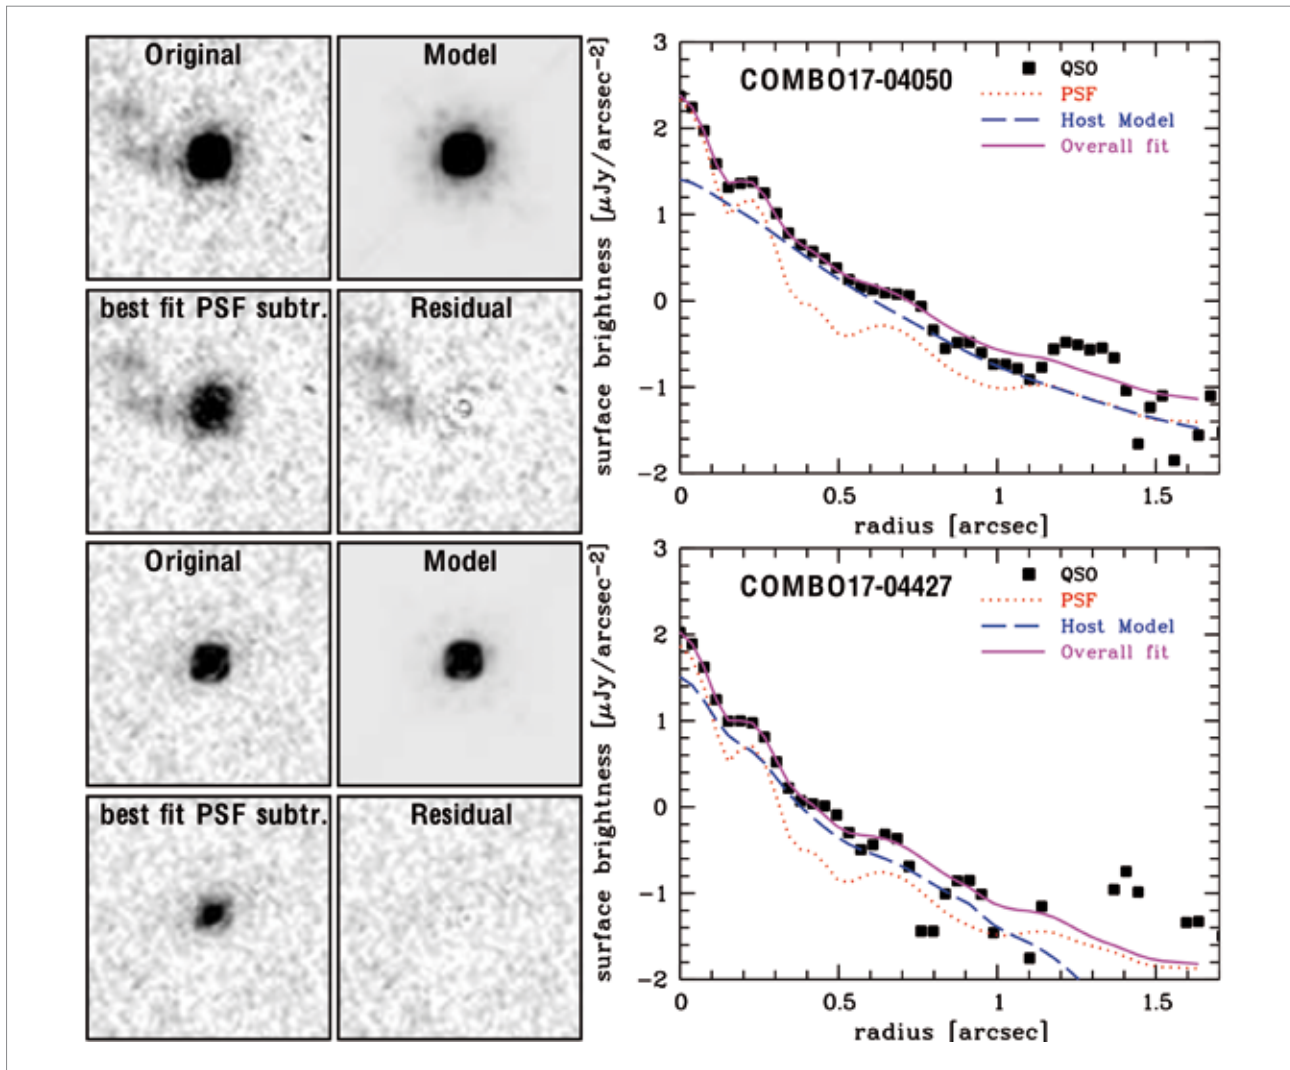 Original
Model
best fit PSF subtr.
Residual
surface brightness [μJy/arcsec−2]
3
2
1
0
−1
−2
COMBO17-04050
QSO
PSF
Host Model
Overall fit
0
0.5
1
1.5
radius [arcsec]
Original
Model
best fit PSF subtr.
Residual
surface brightness [μJy/arcsec−2]
3
2
1
0
−1
−2
COMBO17-04427
QSO
PSF
Host Model
Overall fit
0
0.5
1
1.5
radius [arcsec]